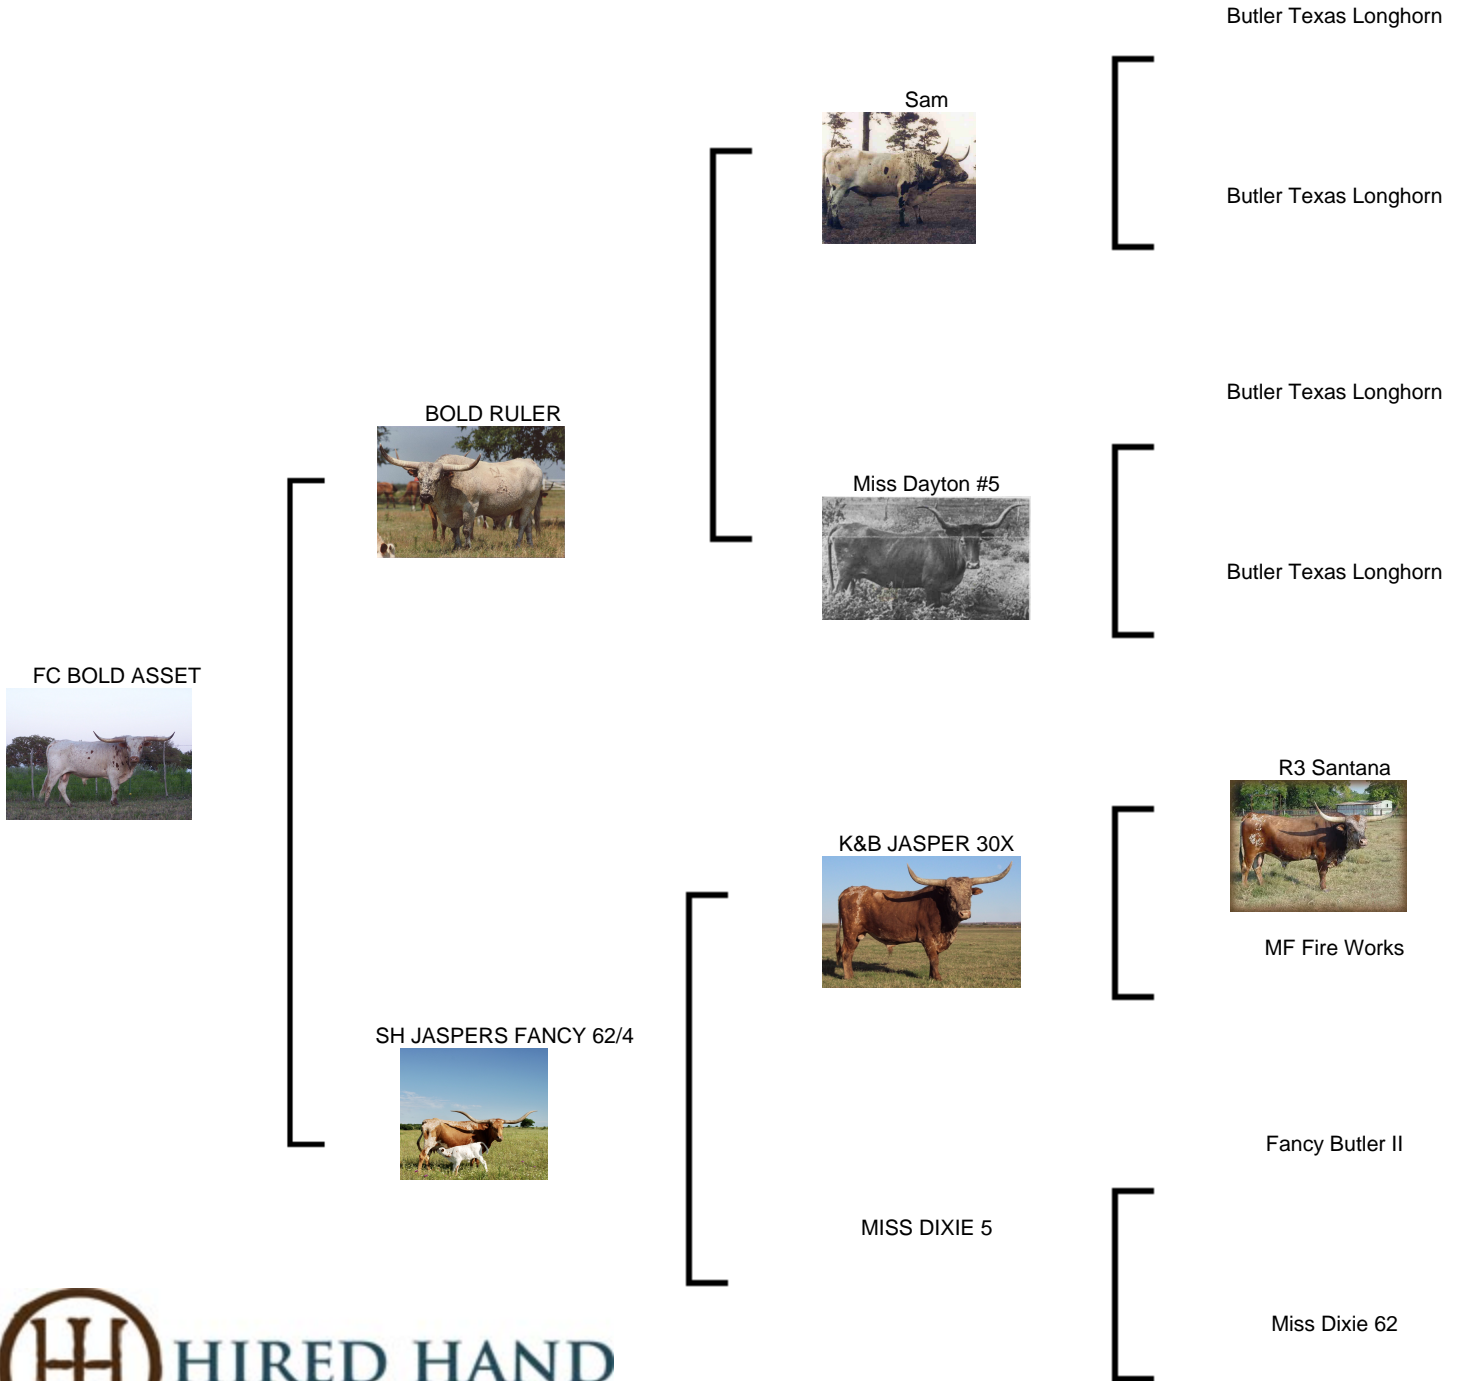 Butler Texas Longhorn
Sam
Butler Texas Longhorn
Butler Texas Longhorn
BOLD RULER
Miss Dayton #5
Butler Texas Longhorn
FC BOLD ASSET
R3 Santana
K&B JASPER 30X
MF Fire Works
SH JASPERS FANCY 62/4
Fancy Butler II
MISS DIXIE 5
Miss Dixie 62
HIRED HAND